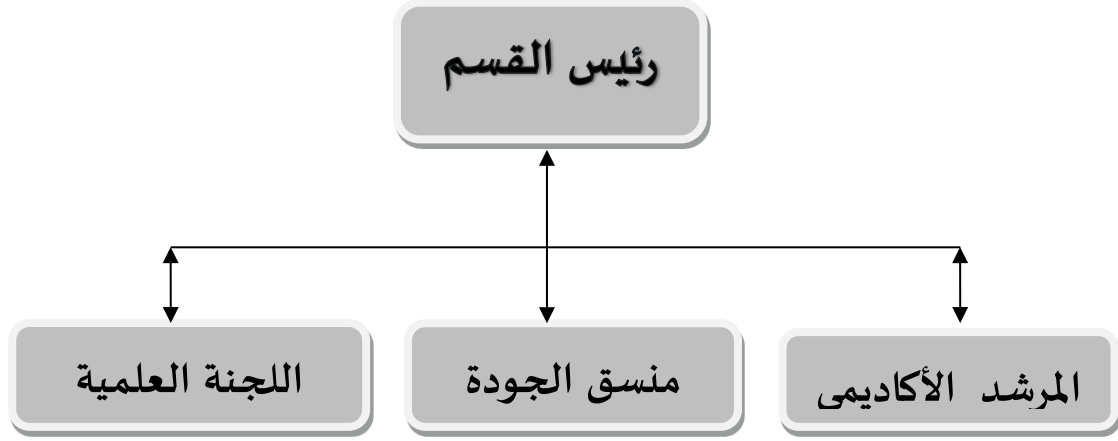 رئيس القسم
المرشد الأكاديمى
منسق الجودة
اللجنة العلمية